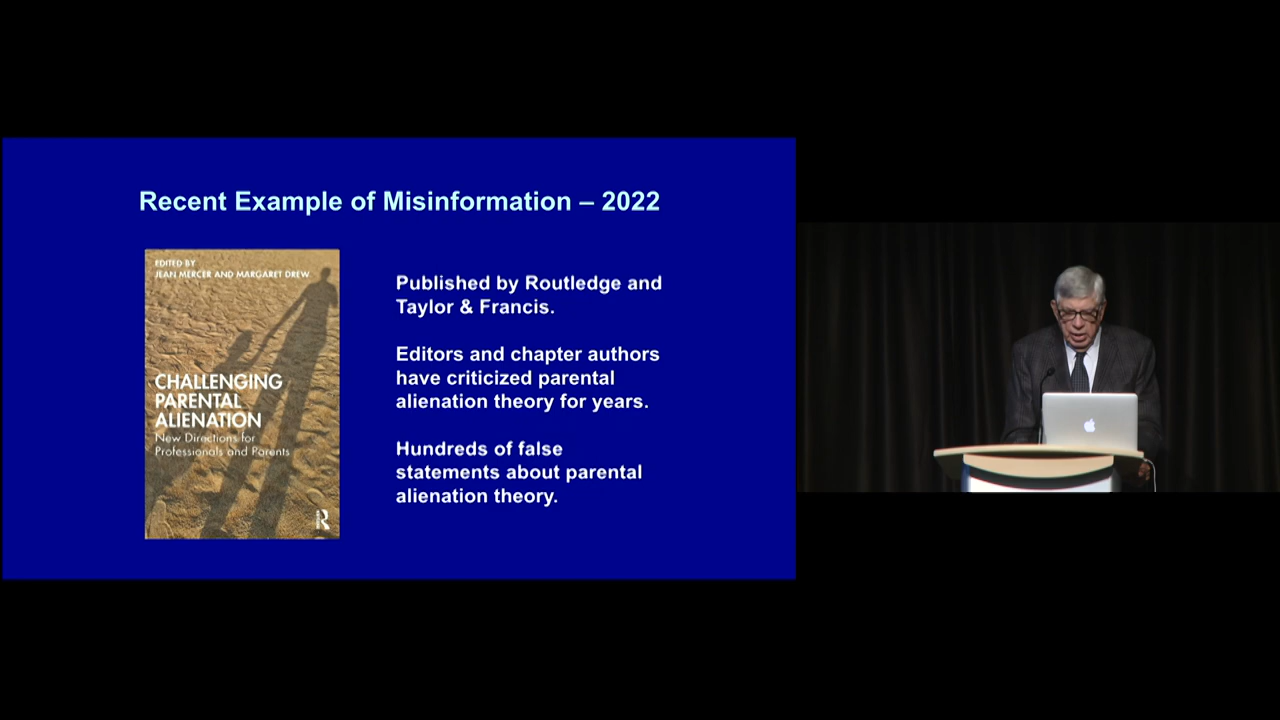 Recent Example of Misinformation – 2022
EDITED BY
JEAN MERCER AND MARGARET DREW
CHALLENGING
PARENTAL
ALIENATION
New Directions for
Professionals and Parents
R
Published by Routledge and
Taylor & Francis.
Editors and chapter authors
have criticized parental
alienation theory for years.
Hundreds of false
statements about parental
alienation theory.